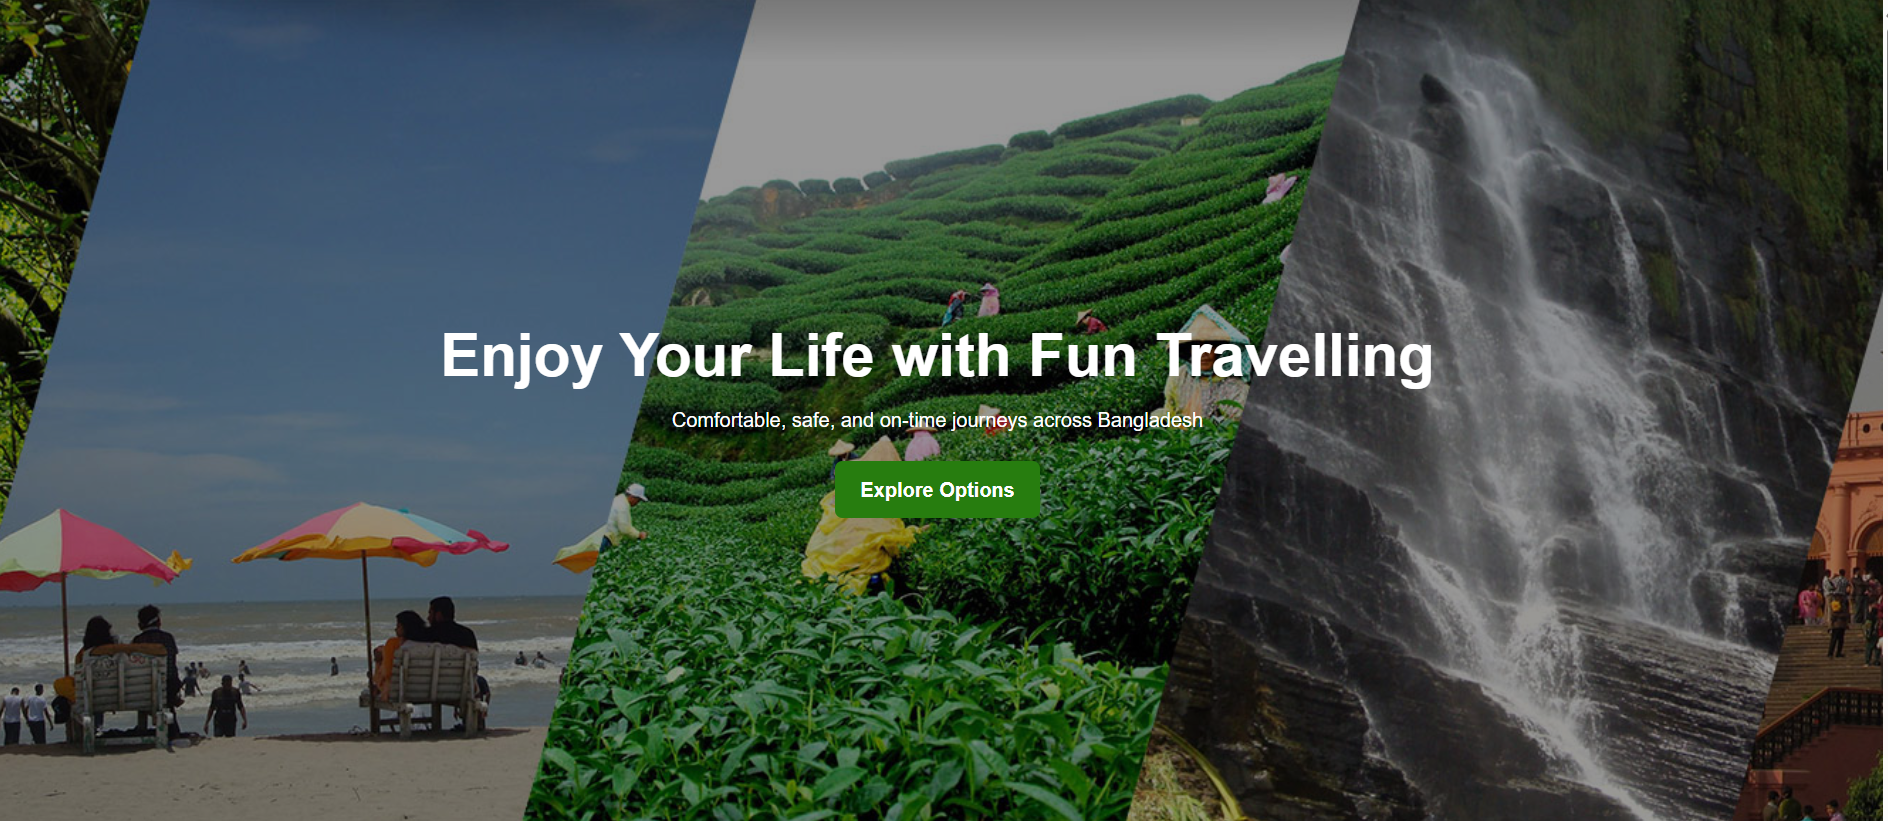 Enjoy Your Life with Fun Travelling
Comfortable, safe, and on-time journeys across Bangladesh
Explore Options